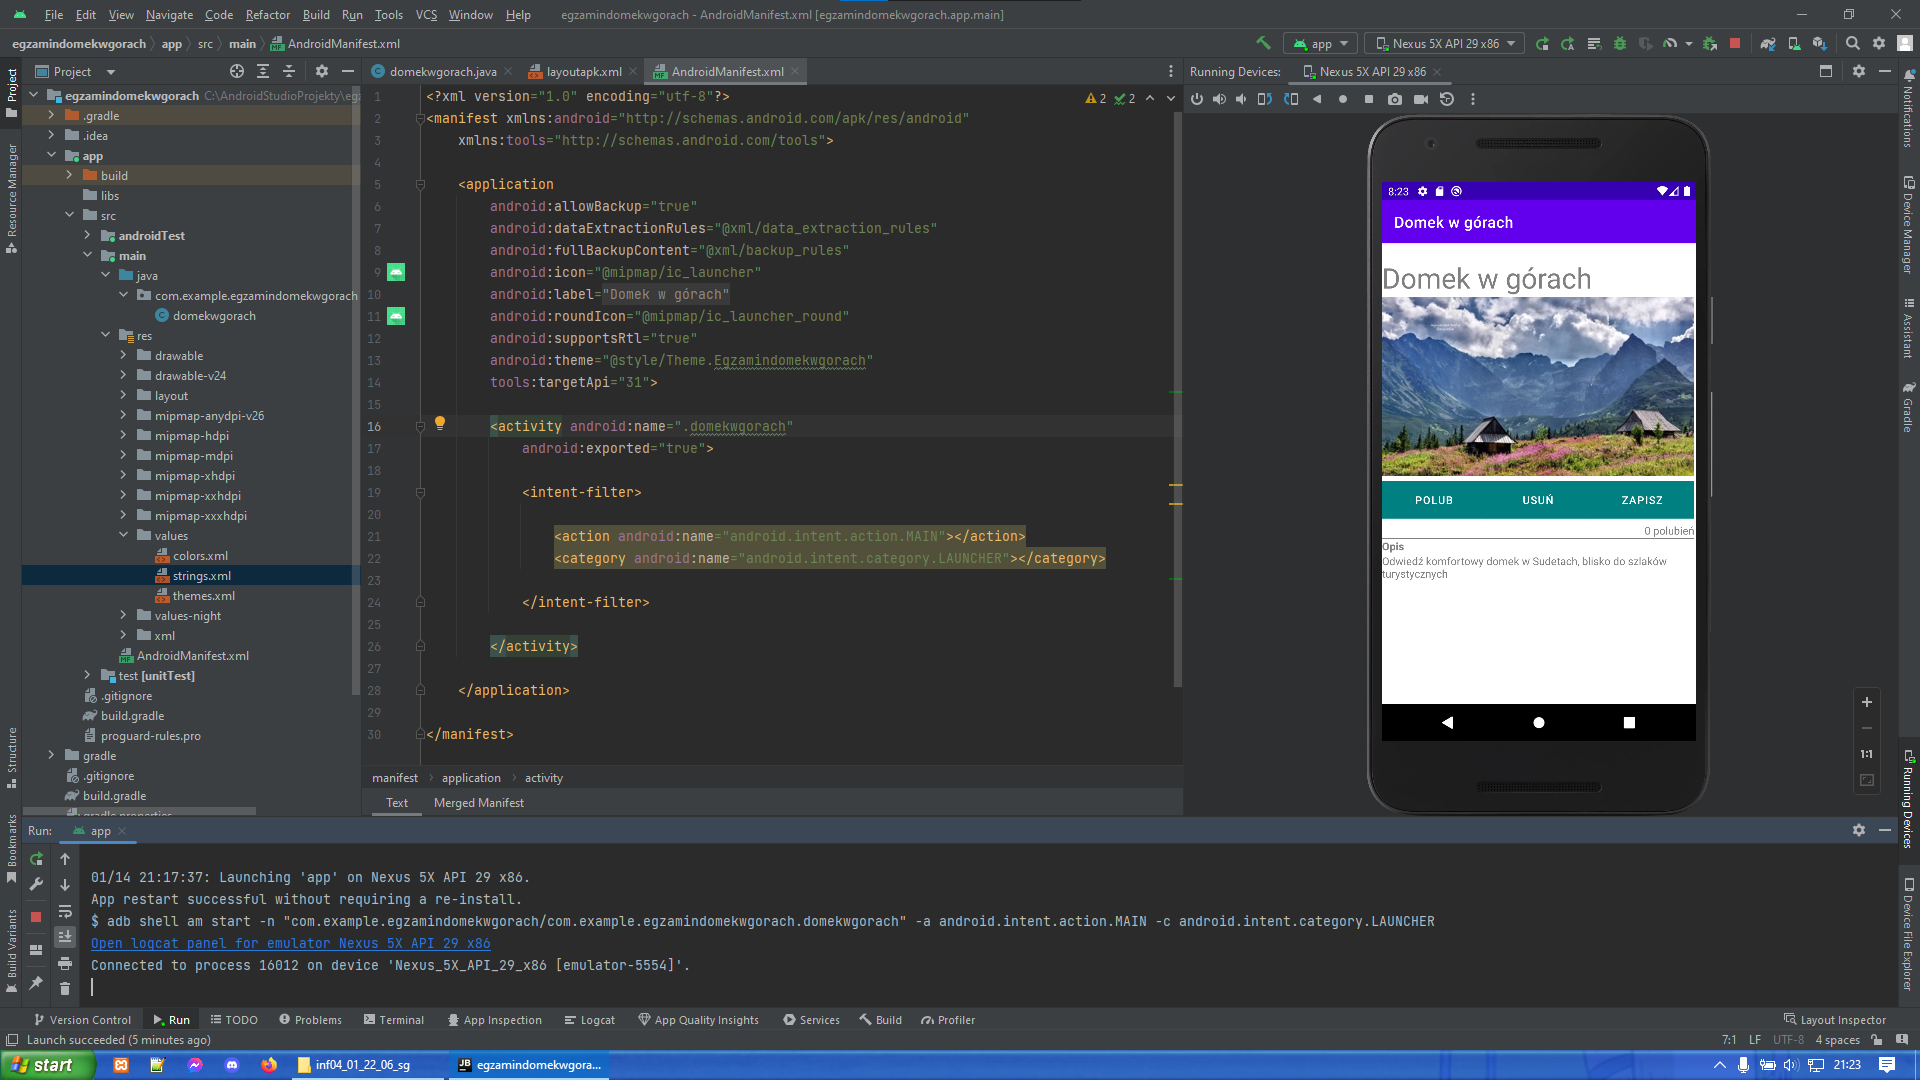 File Edit View Navigate Code Refactor Build Run Tools VCS Window Help egzamindomekwgorach - AndroidManifest.xml [egzamindomekwgorach.app.main]
egzamindomekwgorach app src main AndroidManifest.xml app Nexus 5X API 29 x86
Project
Resource Manager
Structure
Bookmarks
Build Variants
Project
egzamindomekwgorach C:\AndroidStudioProjekty\egz
.gradle
.idea
app
build
libs
src
androidTest
main
java
com.example.egzamindomekwgorach
domekwgorach
res
drawable
drawable-v24
layout
mipmap-anydpi-v26
mipmap-hdpi
mipmap-mdpi
mipmap-xhdpi
mipmap-xxhdpi
mipmap-xxxhdpi
values
colors.xml
strings.xml
themes.xml
values-night
xml
AndroidManifest.xml
test [unitTest]
.gitignore
build.gradle
proguard-rules.pro
gradle
.gitignore
build.gradle
gradle.properties
domekwgorach.java layoutapk.xml AndroidManifest.xml
2 2
1 <?xml version="1.0" encoding="utf-8"?>
2 <manifest xmlns:android="http://schemas.android.com/apk/res/android"
3 xmlns:tools="http://schemas.android.com/tools">
4
5 <application
6 android:allowBackup="true"
7 android:dataExtractionRules="@xml/data_extraction_rules"
8 android:fullBackupContent="@xml/backup_rules"
9 android:icon="@mipmap/ic_launcher"
10 android:label="Domek w górach"
11 android:roundIcon="@mipmap/ic_launcher_round"
12 android:supportsRtl="true"
13 android:theme="@style/Theme.Egzamindomekwgorach"
14 tools:targetApi="31">
15
16 <activity android:name=".domekwgorach"
17 android:exported="true">
18
19 <intent-filter>
20
21 <action android:name="android.intent.action.MAIN"></action>
22 <category android:name="android.intent.category.LAUNCHER"></category>
23
24 </intent-filter>
25
26 </activity>
27
28 </application>
29
30 </manifest>
manifest application activity
Text Merged Manifest
Running Devices: Nexus 5X API 29 x86
8:23
Domek w górach
Domek w górach
POLUB USUŃ ZAPISZ
0 polubień
Opis
Odwiedź komfortowy domek w Sudetach, blisko do szlaków
turystycznych
1:1
Notifications
Device Manager
Assistant
Gradle
Running Devices
Device File Explorer
Run: app
01/14 21:17:37: Launching 'app' on Nexus 5X API 29 x86.
App restart successful without requiring a re-install.
$ adb shell am start -n "com.example.egzamindomekwgorach/com.example.egzamindomekwgorach.domekwgorach" -a android.intent.action.MAIN -c android.intent.category.LAUNCHER
Open logcat panel for emulator Nexus 5X API 29 x86
Connected to process 16012 on device 'Nexus_5X_API_29_x86 [emulator-5554]'.
Version Control Run TODO Problems Terminal App Inspection Logcat App Quality Insights Services Build Profiler Layout Inspector
Launch succeeded (5 minutes ago) 7:1 LF UTF-8 4 spaces
start inf04_01_22_06_sg JB egzamindomekwgora... 21:23